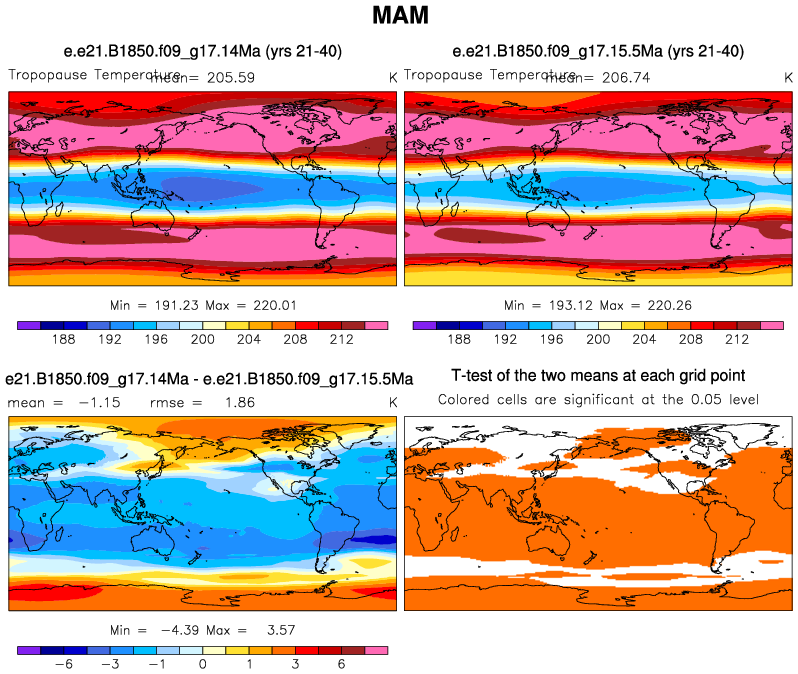 MAM
e.e21.B1850.f09_g17.14Ma (yrs 21-40)
Tropopause Temperature mean= 205.59 K
Min = 191.23 Max = 220.01
188 192 196 200 204 208 212
e.e21.B1850.f09_g17.15.5Ma (yrs 21-40)
Tropopause Temperature mean= 206.74 K
Min = 193.12 Max = 220.26
188 192 196 200 204 208 212
e21.B1850.f09_g17.14Ma - e.e21.B1850.f09_g17.15.5Ma
mean = -1.15 rmse = 1.86 K
Min = -4.39 Max = 3.57
-6 -3 -1 0 1 3 6
T-test of the two means at each grid point
Colored cells are significant at the 0.05 level